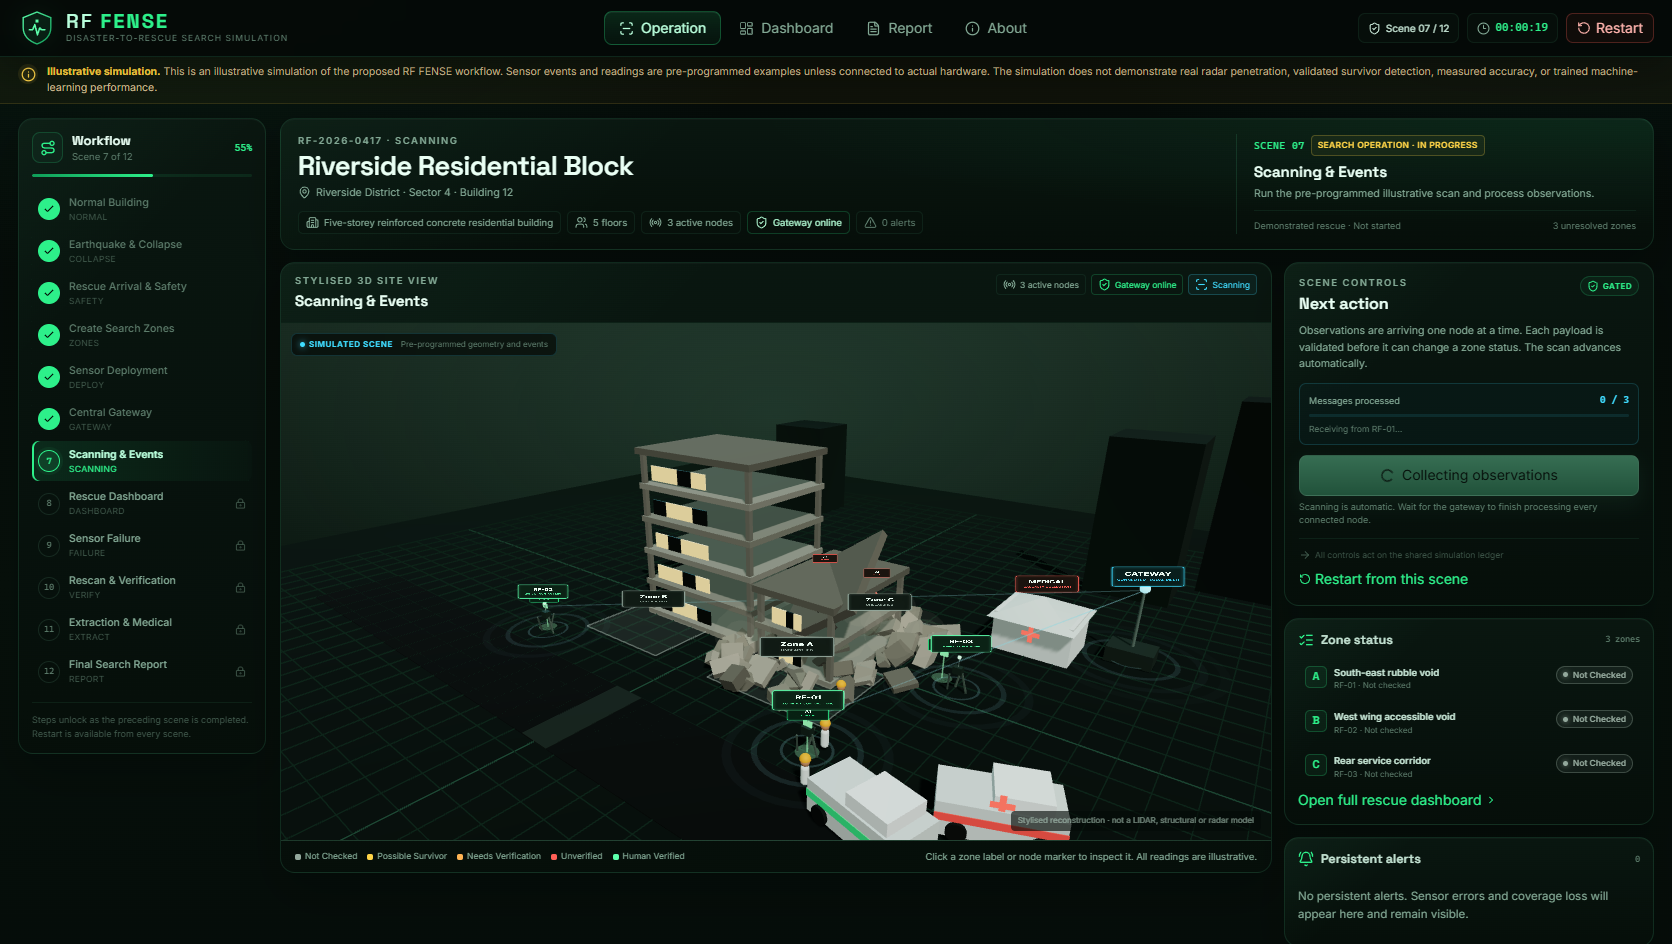 RF FENSE
DISASTER-TO-RESCUE SEARCH SIMULATION
Operation
Dashboard
Report
About
Scene 07 / 12
00:00:19
Restart
Illustrative simulation. This is an illustrative simulation of the proposed RF FENSE workflow. Sensor events and readings are pre-programmed examples unless connected to actual hardware. The simulation does not demonstrate real radar penetration, validated survivor detection, measured accuracy, or trained machine-
learning performance.
Workflow
Scene 7 of 12
55%
Normal Building
NORMAL
Earthquake & Collapse
COLLAPSE
Rescue Arrival & Safety
SAFETY
Create Search Zones
ZONES
Sensor Deployment
DEPLOY
Central Gateway
GATEWAY
7
Scanning & Events
SCANNING
8
Rescue Dashboard
DASHBOARD
9
Sensor Failure
FAILURE
10
Rescan & Verification
VERIFY
11
Extraction & Medical
EXTRACT
12
Final Search Report
REPORT
Steps unlock as the preceding scene is completed.
Restart is available from every scene.
RF-2026-0417 · SCANNING
Riverside Residential Block
Riverside District · Sector 4 · Building 12
Five-storey reinforced concrete residential building
5 floors
3 active nodes
Gateway online
0 alerts
SCENE 07
SEARCH OPERATION · IN PROGRESS
Scanning & Events
Run the pre-programmed illustrative scan and process observations.
Demonstrated rescue · Not started
3 unresolved zones
STYLISED 3D SITE VIEW
Scanning & Events
3 active nodes
Gateway online
Scanning
SIMULATED SCENE
Pre-programmed geometry and events
GATEWAY
MEDICAL
RF-02
Zone B
Zone C
Zone A
RF-03
RF-01
A1
Stylised reconstruction · not a LIDAR, structural or radar model
Not Checked
Possible Survivor
Needs Verification
Unverified
Human Verified
Click a zone label or node marker to inspect it. All readings are illustrative.
SCENE CONTROLS
GATED
Next action
Observations are arriving one node at a time. Each payload is
validated before it can change a zone status. The scan advances
automatically.
Messages processed
0 / 3
Receiving from RF-01...
Collecting observations
Scanning is automatic. Wait for the gateway to finish processing every
connected node.
All controls act on the shared simulation ledger
Restart from this scene
Zone status
3 zones
A
South-east rubble void
RF-01 · Not checked
Not Checked
B
West wing accessible void
RF-02 · Not checked
Not Checked
C
Rear service corridor
RF-03 · Not checked
Not Checked
Open full rescue dashboard
Persistent alerts
0
No persistent alerts. Sensor errors and coverage loss will
appear here and remain visible.